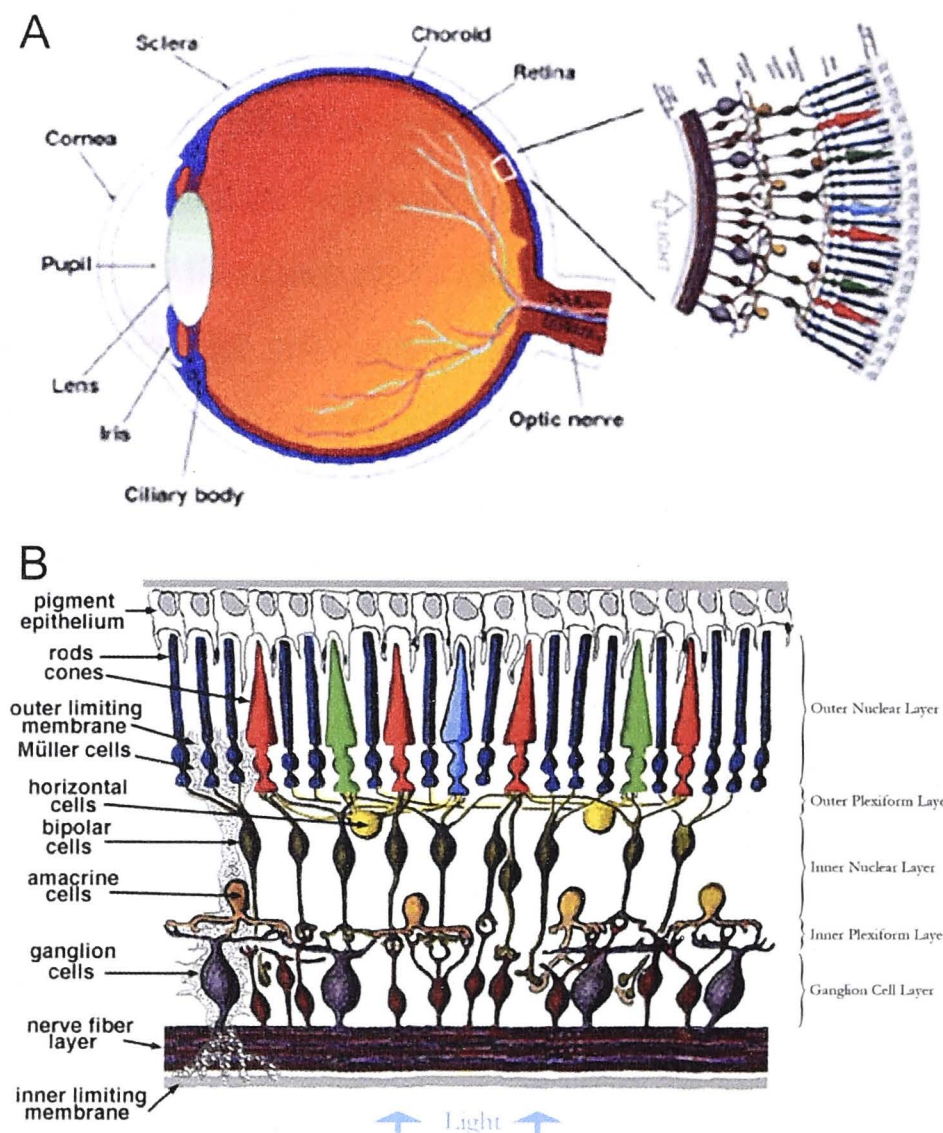 A
Sclera
Choroid
Retina
Cornea
Pupil
LIGHT
Lens
Iris
Optic nerve
Ciliary body
B
pigment
epithelium
rods
cones
outer limiting
membrane
Müller cells
horizontal
cells
bipolar
cells
amacrine
cells
ganglion
cells
nerve fiber
layer
inner limiting
membrane
Outer Nuclear Layer
Outer Plexiform Laye
Inner Nuclear Layer
Inner Plexiform Laye
Ganglion Cell Layer
Light